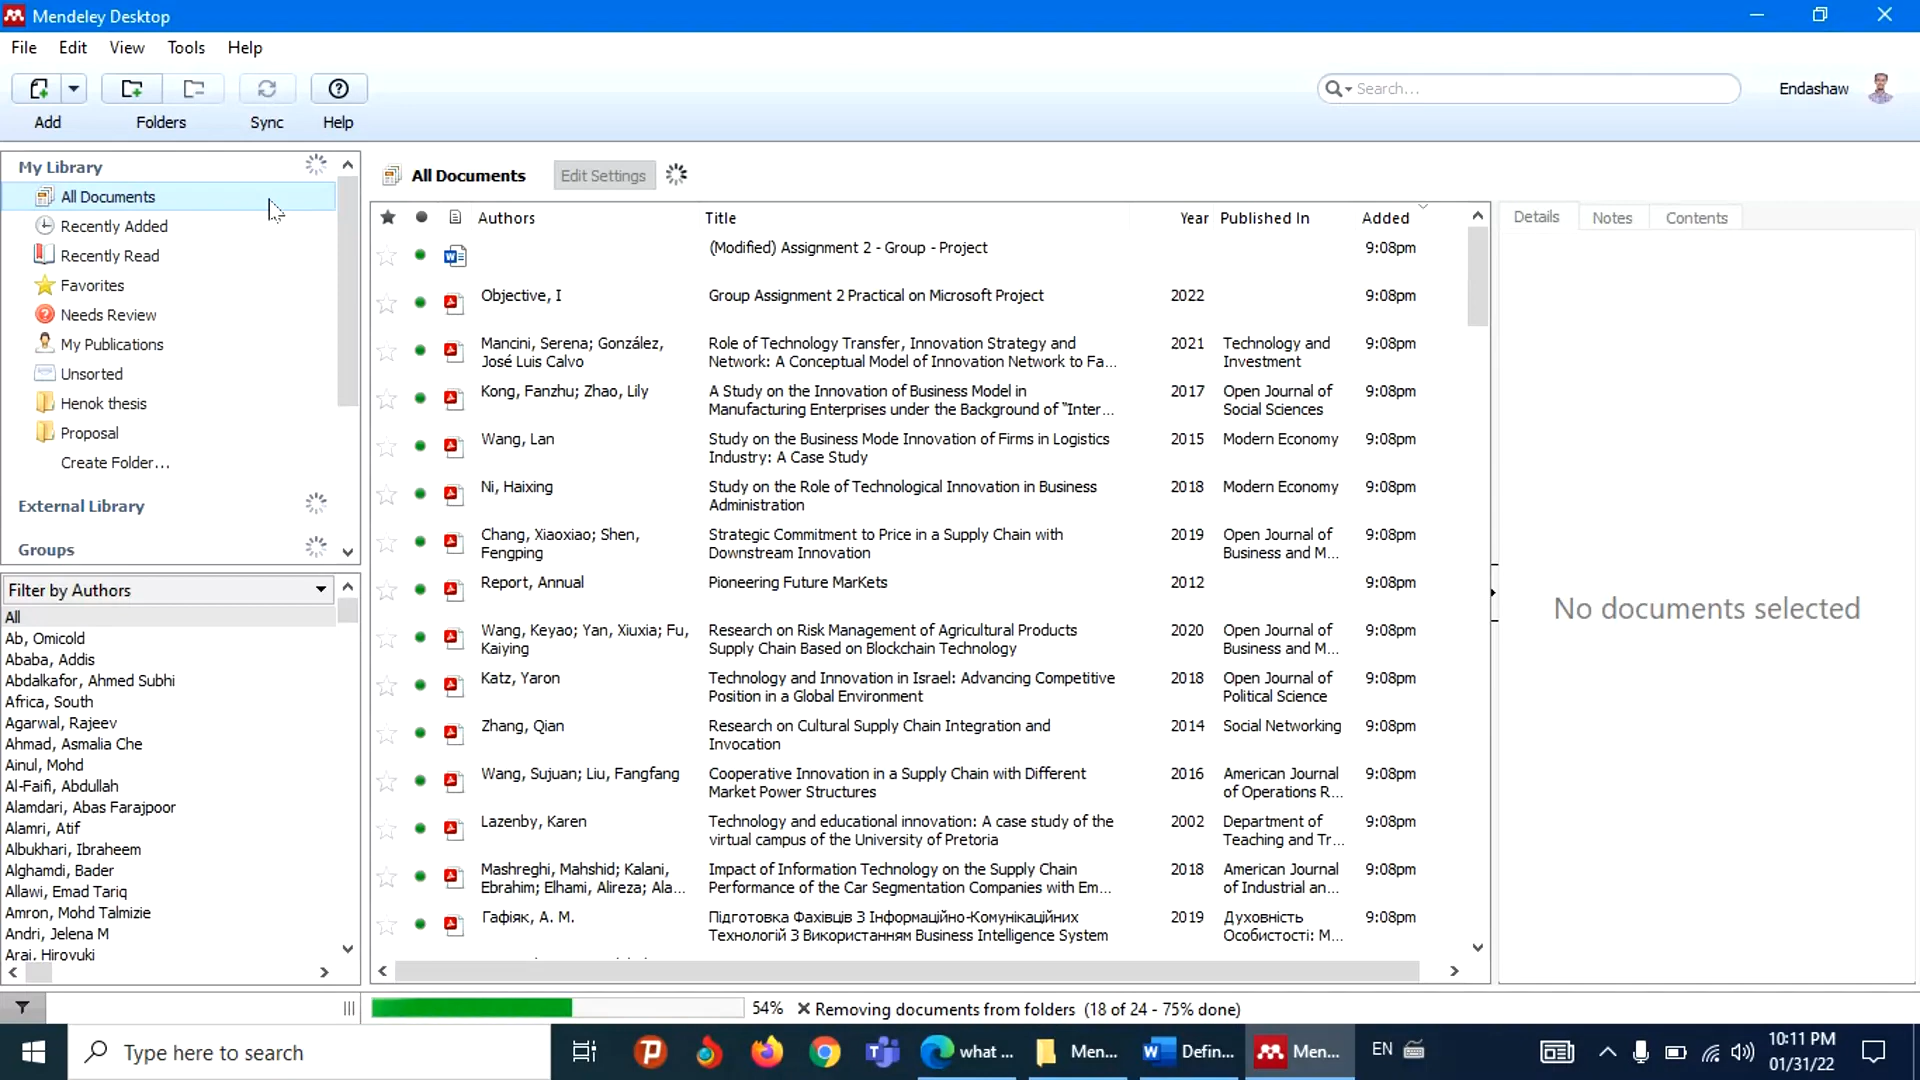 Mendeley Desktop
File Edit View Tools Help
Search...
Endashaw
Add Folders Sync Help
My Library
All Documents
Recently Added
Recently Read
Favorites
Needs Review
My Publications
Unsorted
Henok thesis
Proposal
Create Folder...
External Library
Groups
Filter by Authors
All
Ab, Omicold
Ababa, Addis
Abdalkafor, Ahmed Subhi
Africa, South
Agarwal, Rajeev
Ahmad, Asmalia Che
Ainul, Mohd
Al-Faifi, Abdullah
Alamdari, Abas Farajpoor
Alamri, Atif
Albukhari, Ibraheem
Alghamdi, Bader
Allawi, Emad Tariq
Amron, Mohd Talmizie
Andri, Jelena M
Arai, Hiroyuki
All Documents Edit Settings
Authors Title Year Published In Added
(Modified) Assignment 2 - Group - Project 9:08pm
Objective, I Group Assignment 2 Practical on Microsoft Project 2022 9:08pm
Mancini, Serena; González, Role of Technology Transfer, Innovation Strategy and 2021 Technology and 9:08pm
José Luis Calvo Network: A Conceptual Model of Innovation Network to Fa... Investment
Kong, Fanzhu; Zhao, Lily A Study on the Innovation of Business Model in 2017 Open Journal of 9:08pm
Manufacturing Enterprises under the Background of "Inter... Social Sciences
Wang, Lan Study on the Business Mode Innovation of Firms in Logistics 2015 Modern Economy 9:08pm
Industry: A Case Study
Ni, Haixing Study on the Role of Technological Innovation in Business 2018 Modern Economy 9:08pm
Administration
Chang, Xiaoxiao; Shen, Strategic Commitment to Price in a Supply Chain with 2019 Open Journal of 9:08pm
Fengping Downstream Innovation Business and M...
Report, Annual Pioneering Future MarKets 2012 9:08pm
Wang, Keyao; Yan, Xiuxia; Fu, Research on Risk Management of Agricultural Products 2020 Open Journal of 9:08pm
Kaiying Supply Chain Based on Blockchain Technology Business and M...
Katz, Yaron Technology and Innovation in Israel: Advancing Competitive 2018 Open Journal of 9:08pm
Position in a Global Environment Political Science
Zhang, Qian Research on Cultural Supply Chain Integration and 2014 Social Networking 9:08pm
Invocation
Wang, Sujuan; Liu, Fangfang Cooperative Innovation in a Supply Chain with Different 2016 American Journal 9:08pm
Market Power Structures of Operations R...
Lazenby, Karen Technology and educational innovation: A case study of the 2002 Department of 9:08pm
virtual campus of the University of Pretoria Teaching and Tr...
Mashreghi, Mahshid; Kalani, Impact of Information Technology on the Supply Chain 2018 American Journal 9:08pm
Ebrahim; Elhami, Alireza; Ala... Performance of the Car Segmentation Companies with Em... of Industrial an...
Гафіяк, А. М. Підготовка Фахівців З Інформаційно-Комунікаційних 2019 Духовність 9:08pm
Технологій З Використанням Business Intelligence System Особистості: М...
Details Notes Contents
No documents selected
54% Removing documents from folders (18 of 24 - 75% done)
Type here to search
what ... Men... Defin... Men...
EN
10:11 PM
01/31/22